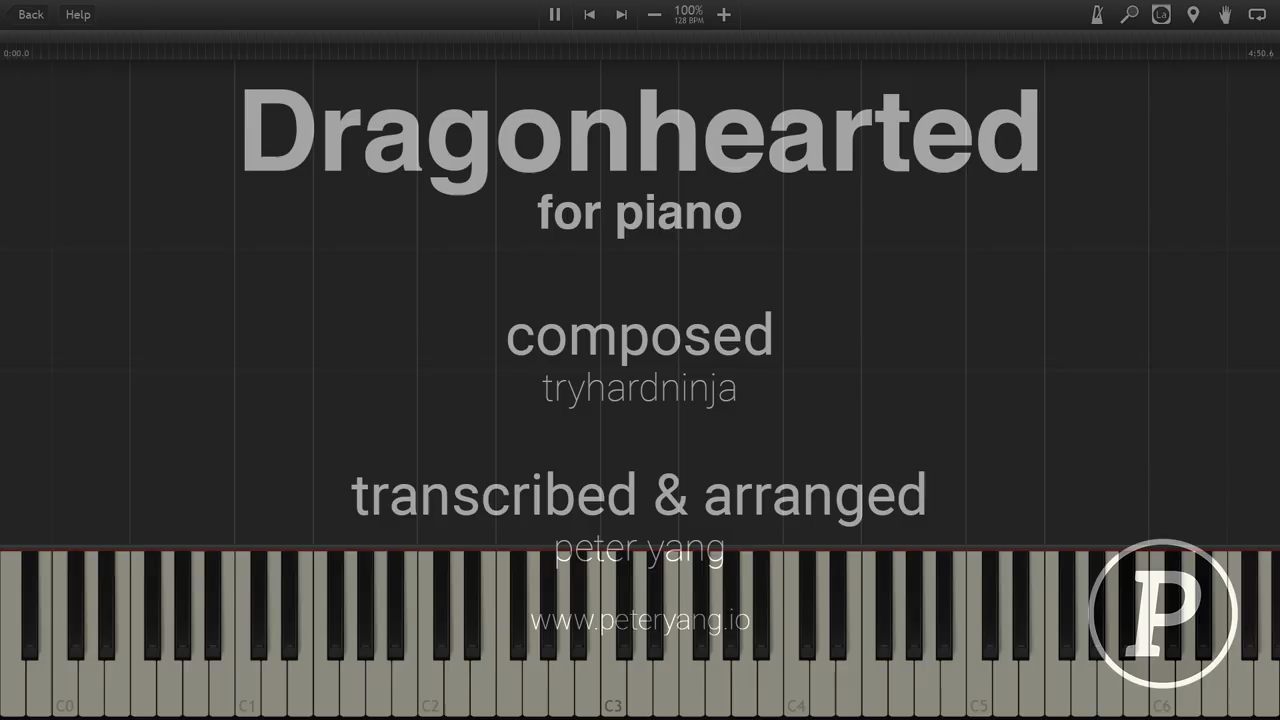 Back Help 100%
128 BPM
La
0:00.0 4:50.6
Dragonhearted
for piano
composed
tryhardninja
transcribed & arranged
peter yang
www.peteryang.io
P
C0 C1 C2 C3 C4 C5 C6